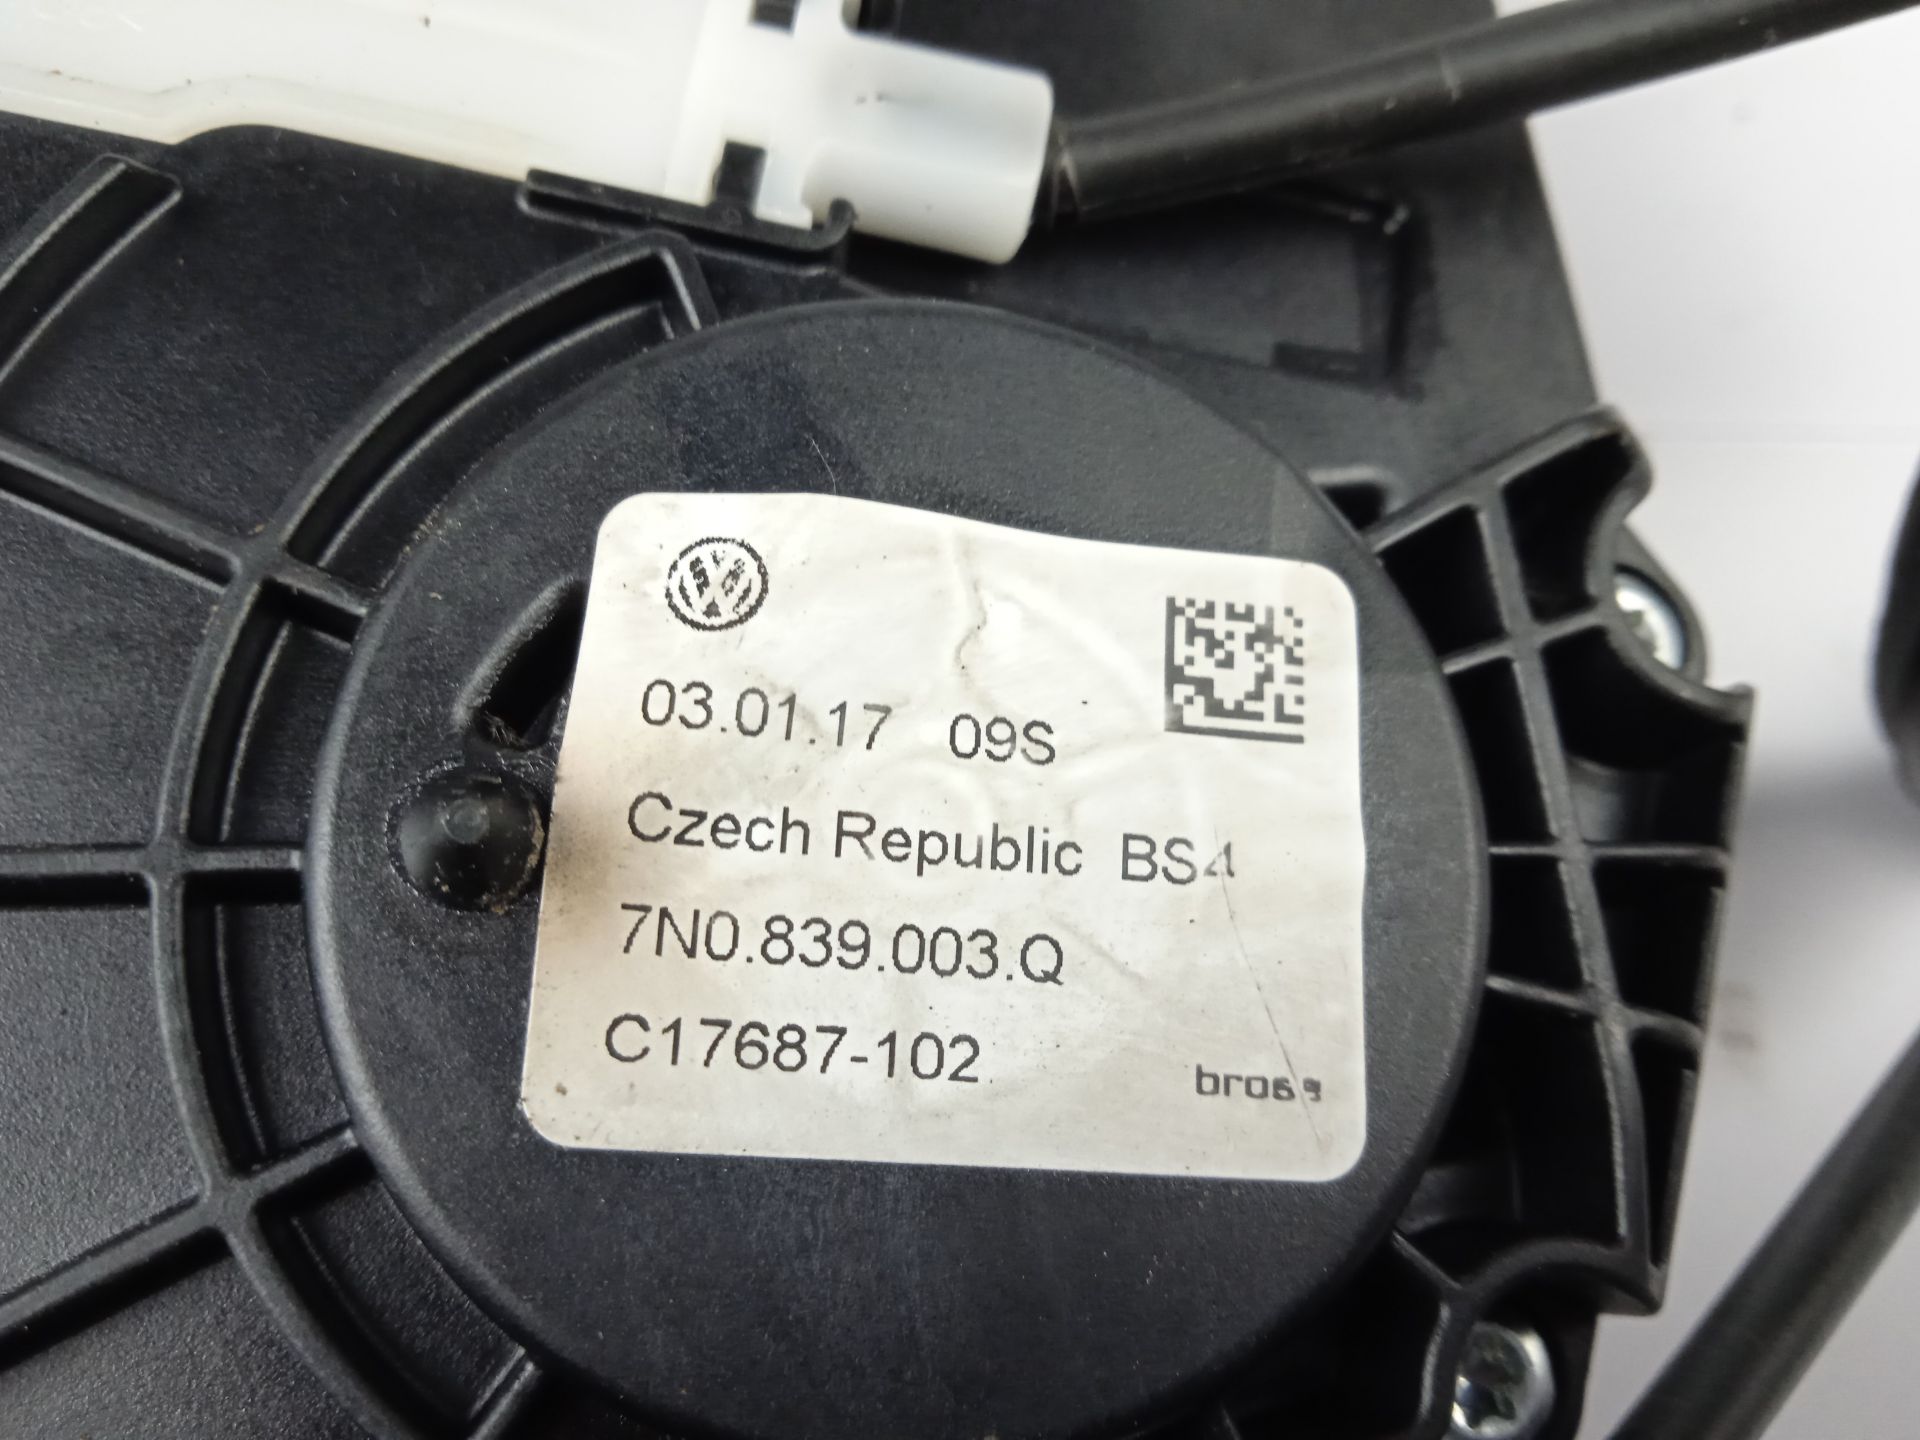 03.01.17 09S
Czech Republic BS4
7N0.839.003.Q
C17687-102
brose